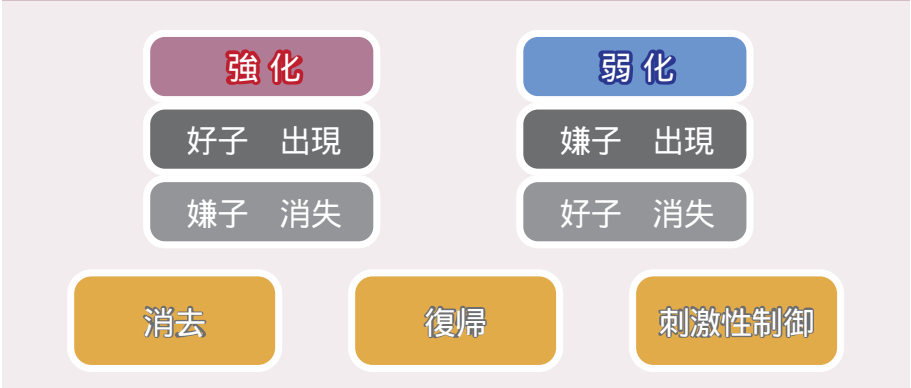 強化
弱化
好子　出現
嫌子　出現
嫌子　消失
好子　消失
消去
復帰
刺激性制御